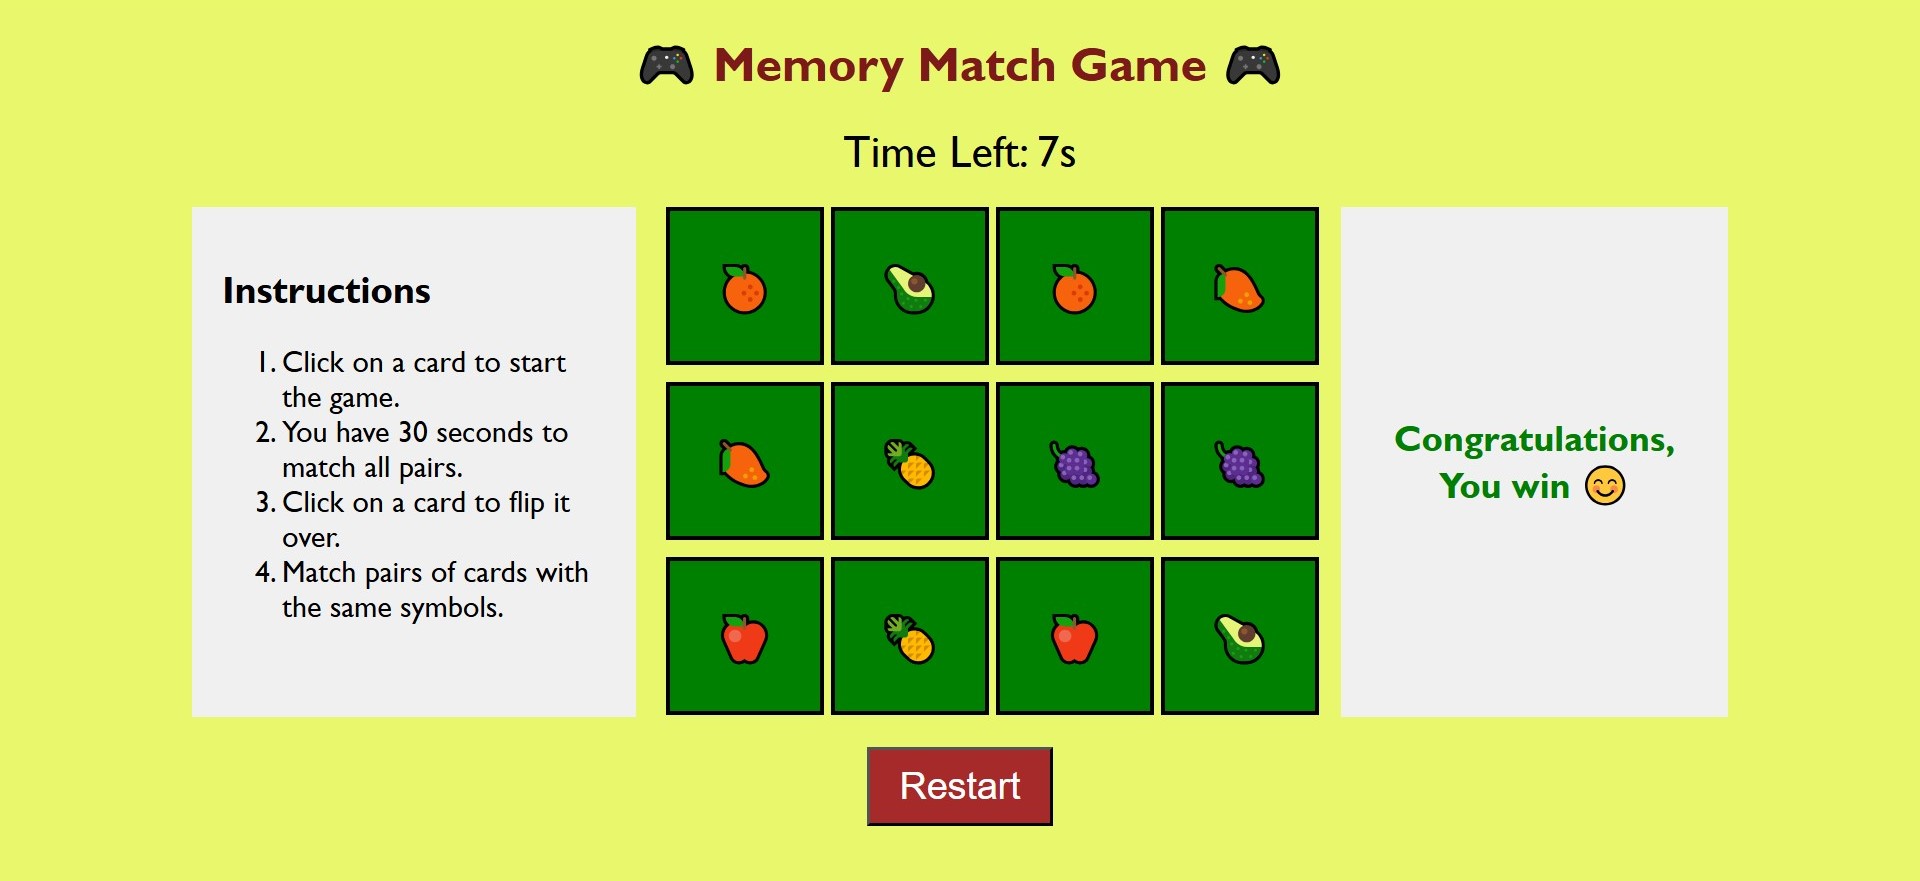 Memory Match Game
Time Left: 7s
Instructions
1. Click on a card to start
the game.
2. You have 30 seconds to
match all pairs.
3. Click on a card to flip it
over.
4. Match pairs of cards with
the same symbols.
Congratulations,
You win 😊
Restart